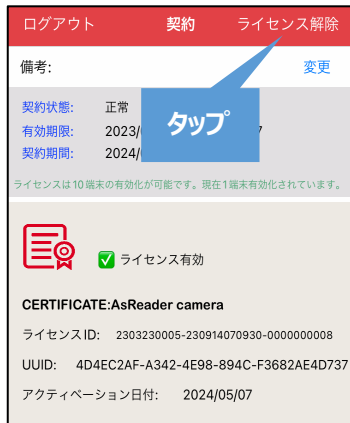 ログアウト 契約 ライセンス解除
備考: 変更
契約状態: 正常
有効期限: 2023/
契約期間: 2024/
タップ
ライセンスは10端末の有効化が可能です。現在1端末有効化されています。
ライセンス有効
CERTIFICATE:AsReader camera
ライセンスID: 2303230005-230914070930-0000000008
UUID: 4D4EC2AF-A342-4E98-894C-F3682AE4D737
アクティベーション日付: 2024/05/07